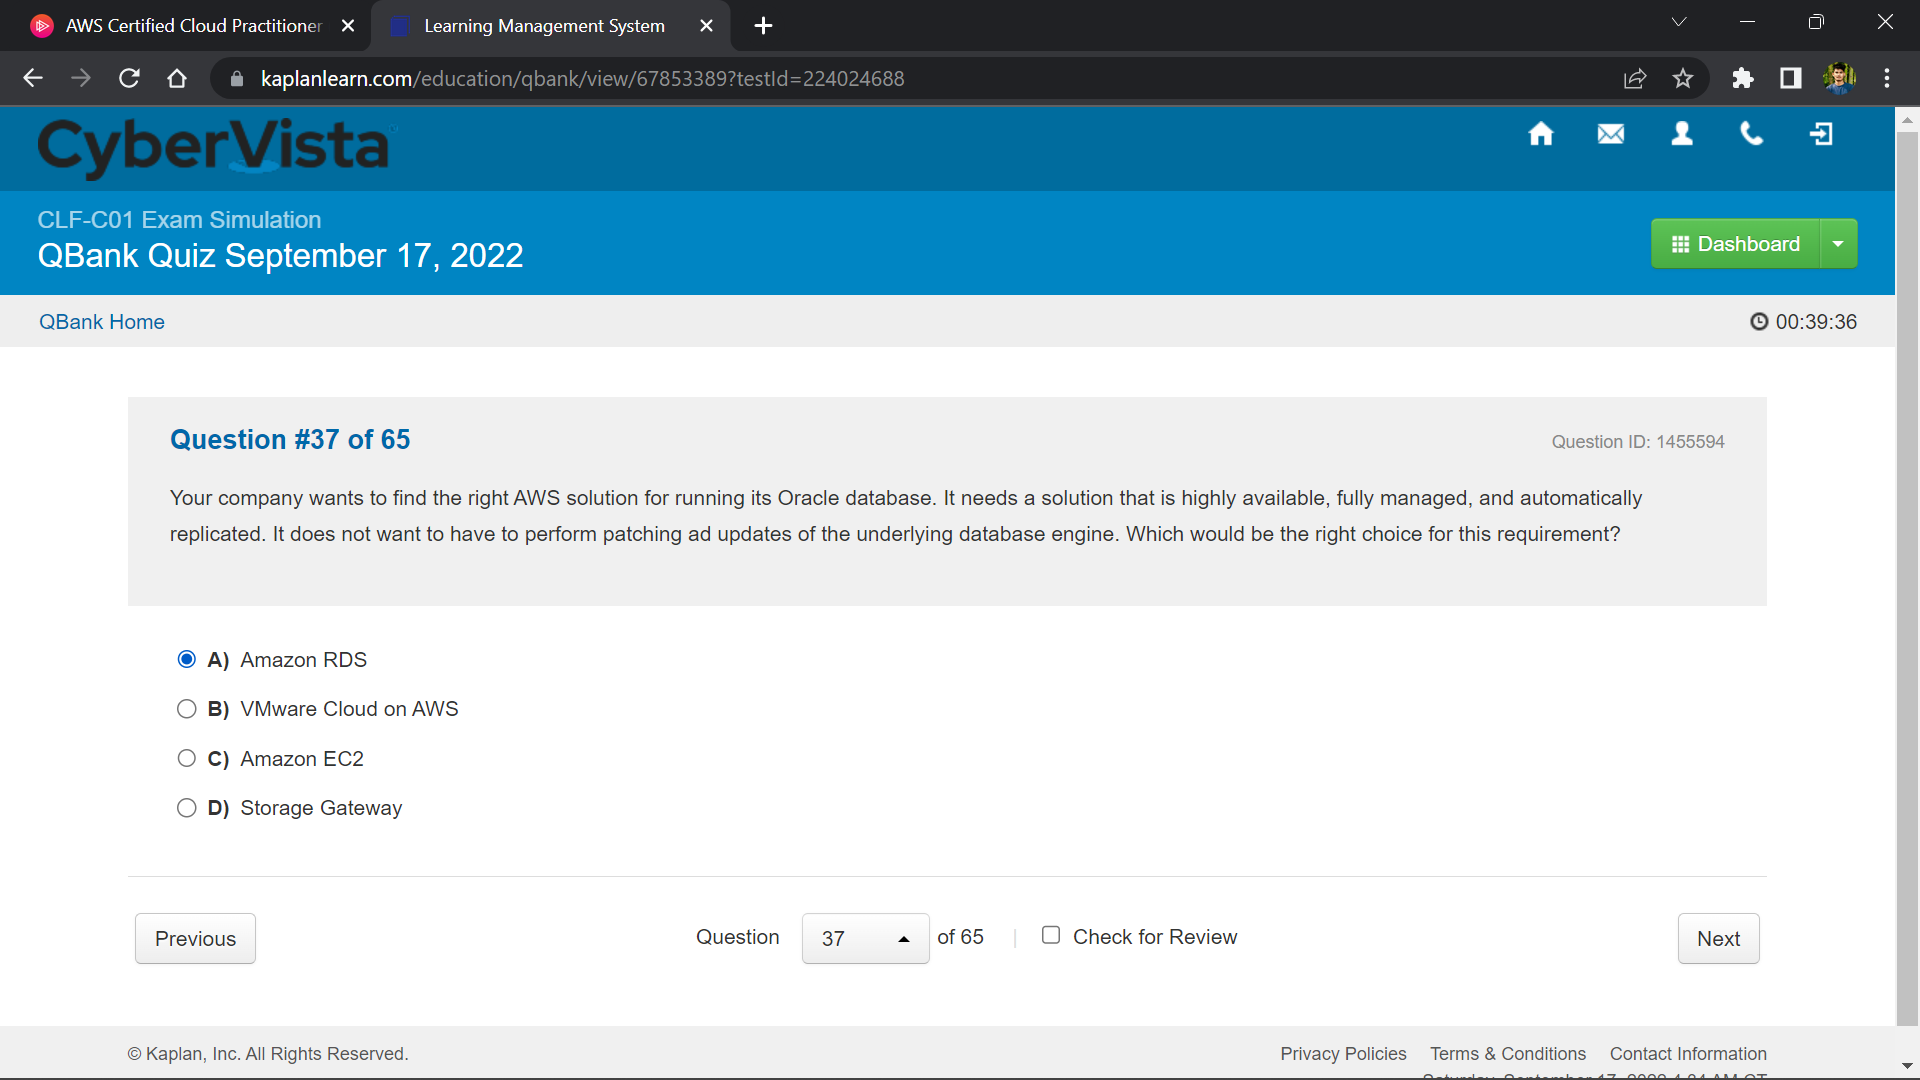 AWS Certified Cloud Practitioner
Learning Management System
kaplanlearn.com/education/qbank/view/67853389?testId=224024688
CyberVista
CLF-C01 Exam Simulation
QBank Quiz September 17, 2022
Dashboard
QBank Home
00:39:36
Question #37 of 65
Question ID: 1455594
Your company wants to find the right AWS solution for running its Oracle database. It needs a solution that is highly available, fully managed, and automatically
replicated. It does not want to have to perform patching ad updates of the underlying database engine. Which would be the right choice for this requirement?
A) Amazon RDS
B) VMware Cloud on AWS
C) Amazon EC2
D) Storage Gateway
Previous
Question 37 of 65 | Check for Review
Next
© Kaplan, Inc. All Rights Reserved.
Privacy Policies Terms & Conditions Contact Information